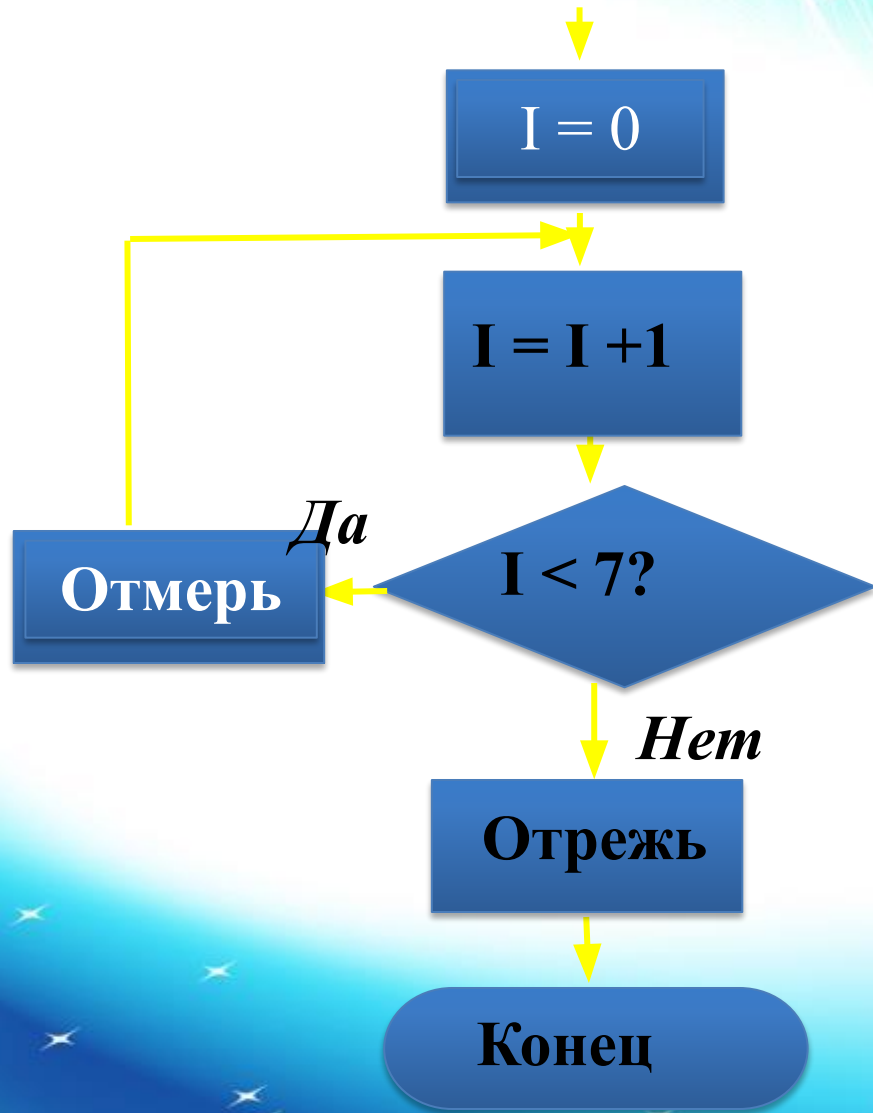 I = 0
I = I +1
Да
I < 7?
Отмерь
Нет
Отрежь
Конец